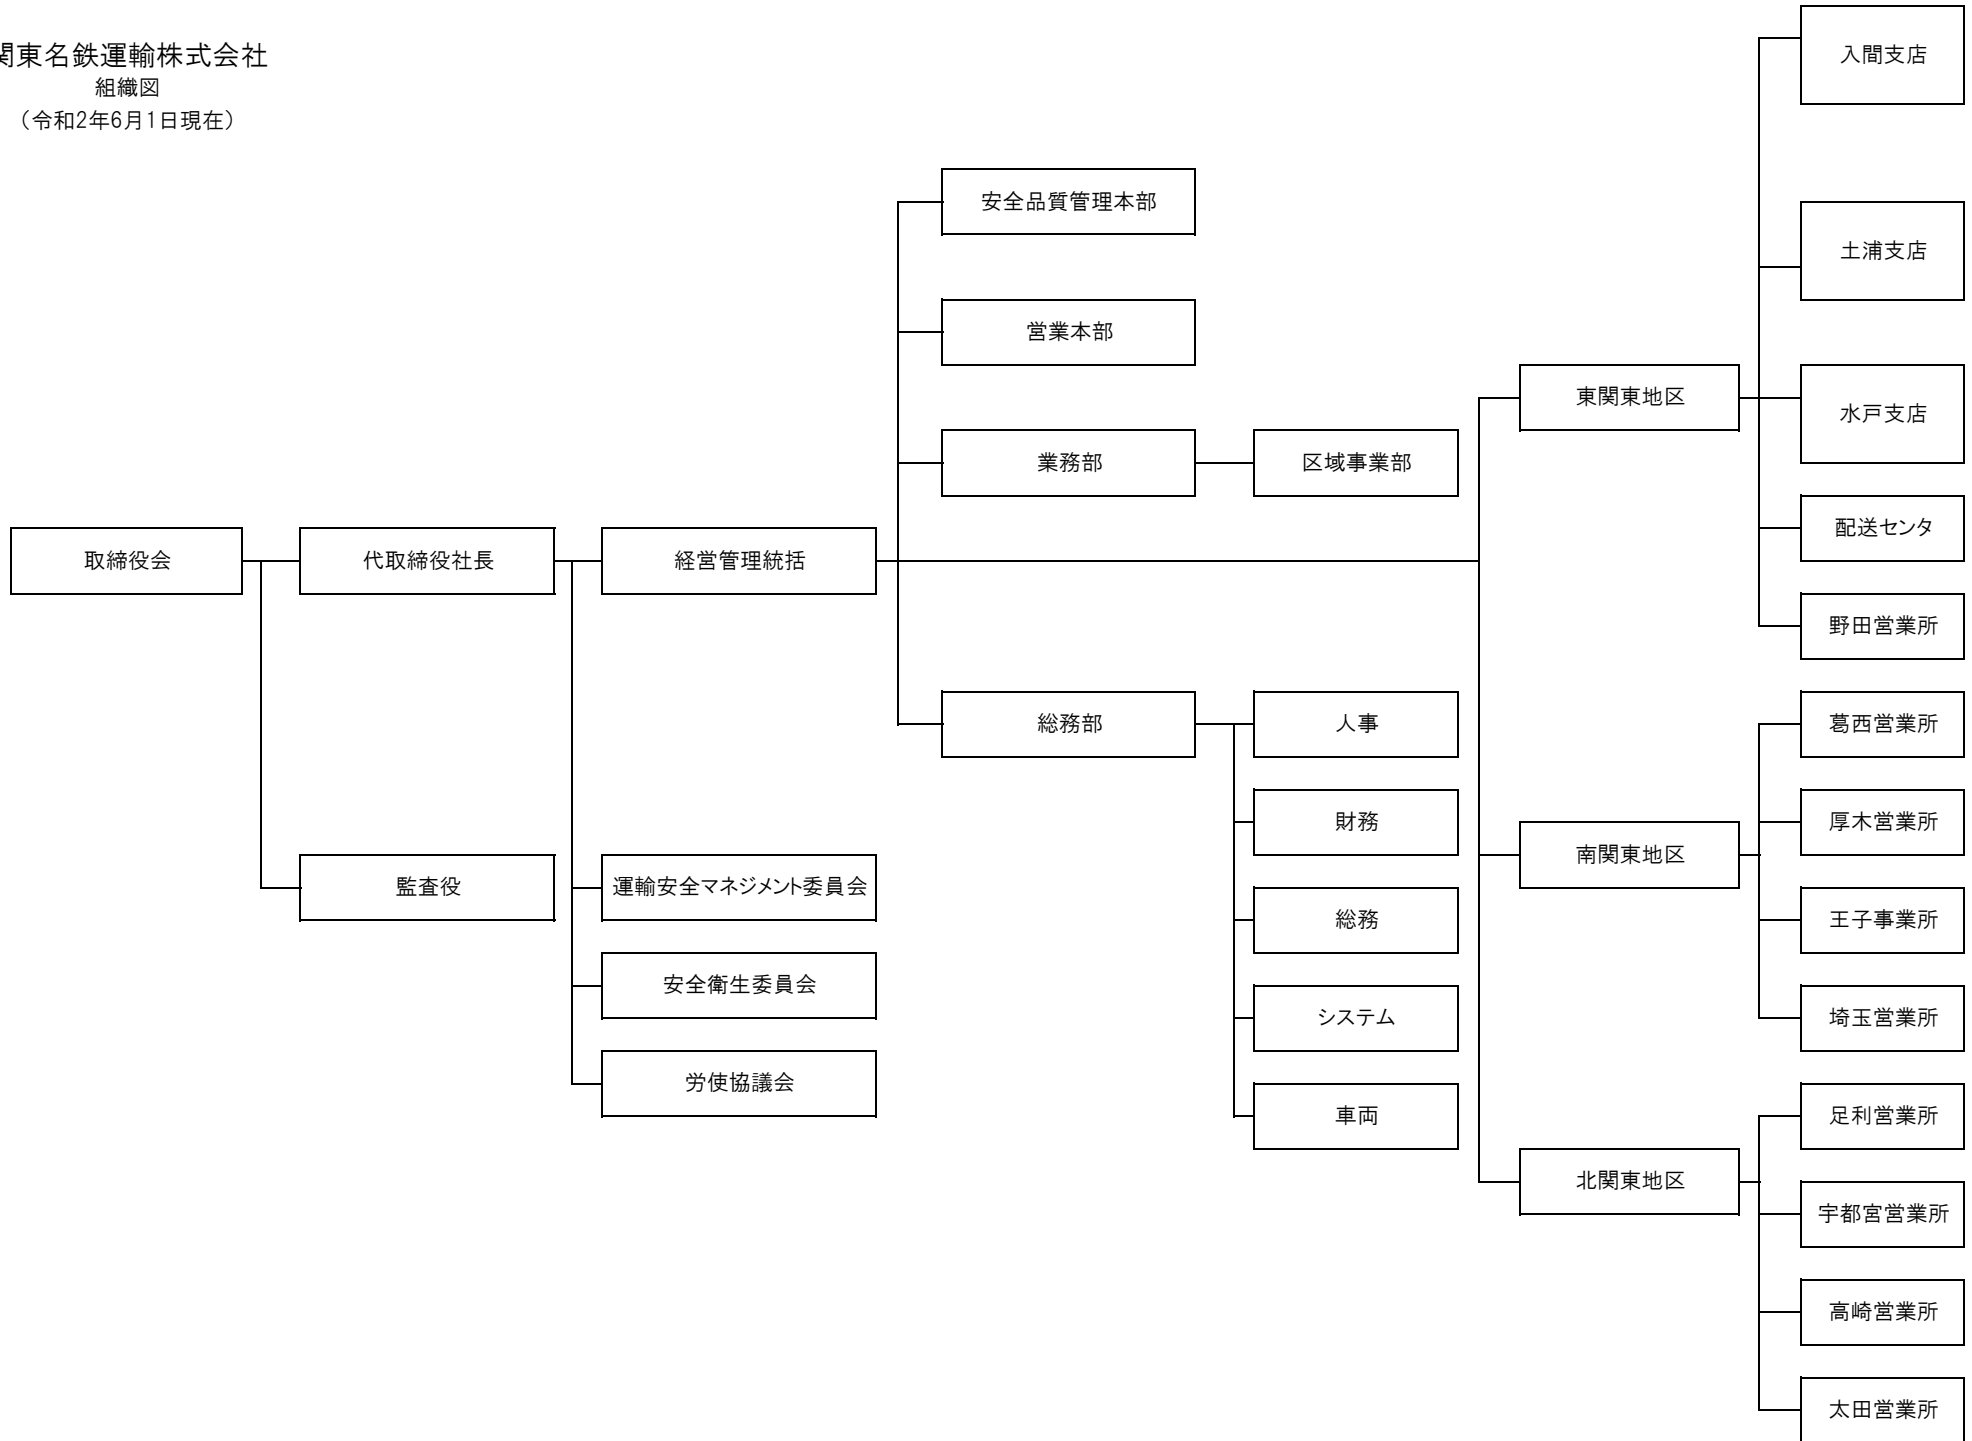 関東名鉄運輸株式会社
組織図
（令和2年6月1日現在）
入間支店
安全品質管理本部
土浦支店
営業本部
東関東地区
水戸支店
業務部
区域事業部
配送センタ
取締役会
代取締役社長
経営管理統括
野田営業所
総務部
人事
葛西営業所
財務
厚木営業所
南関東地区
監査役
運輸安全マネジメント委員会
総務
王子事業所
安全衛生委員会
システム
埼玉営業所
労使協議会
車両
足利営業所
北関東地区
宇都宮営業所
高崎営業所
太田営業所